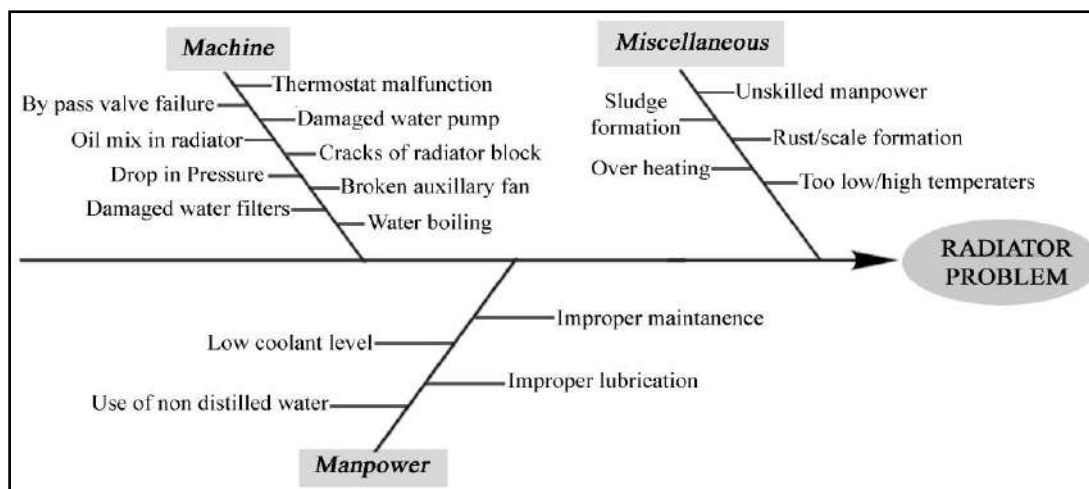 Machine
Thermostat malfunction
By pass valve failure
Damaged water pump
Oil mix in radiator
Cracks of radiator block
Drop in Pressure
Broken auxillary fan
Damaged water filters
Water boiling
Miscellaneous
Unskilled manpower
Sludge
formation
Rust/scale formation
Over heating
Too low/high temperaters
RADIATOR
PROBLEM
Improper maintanence
Low coolant level
Improper lubrication
Use of non distilled water
Manpower